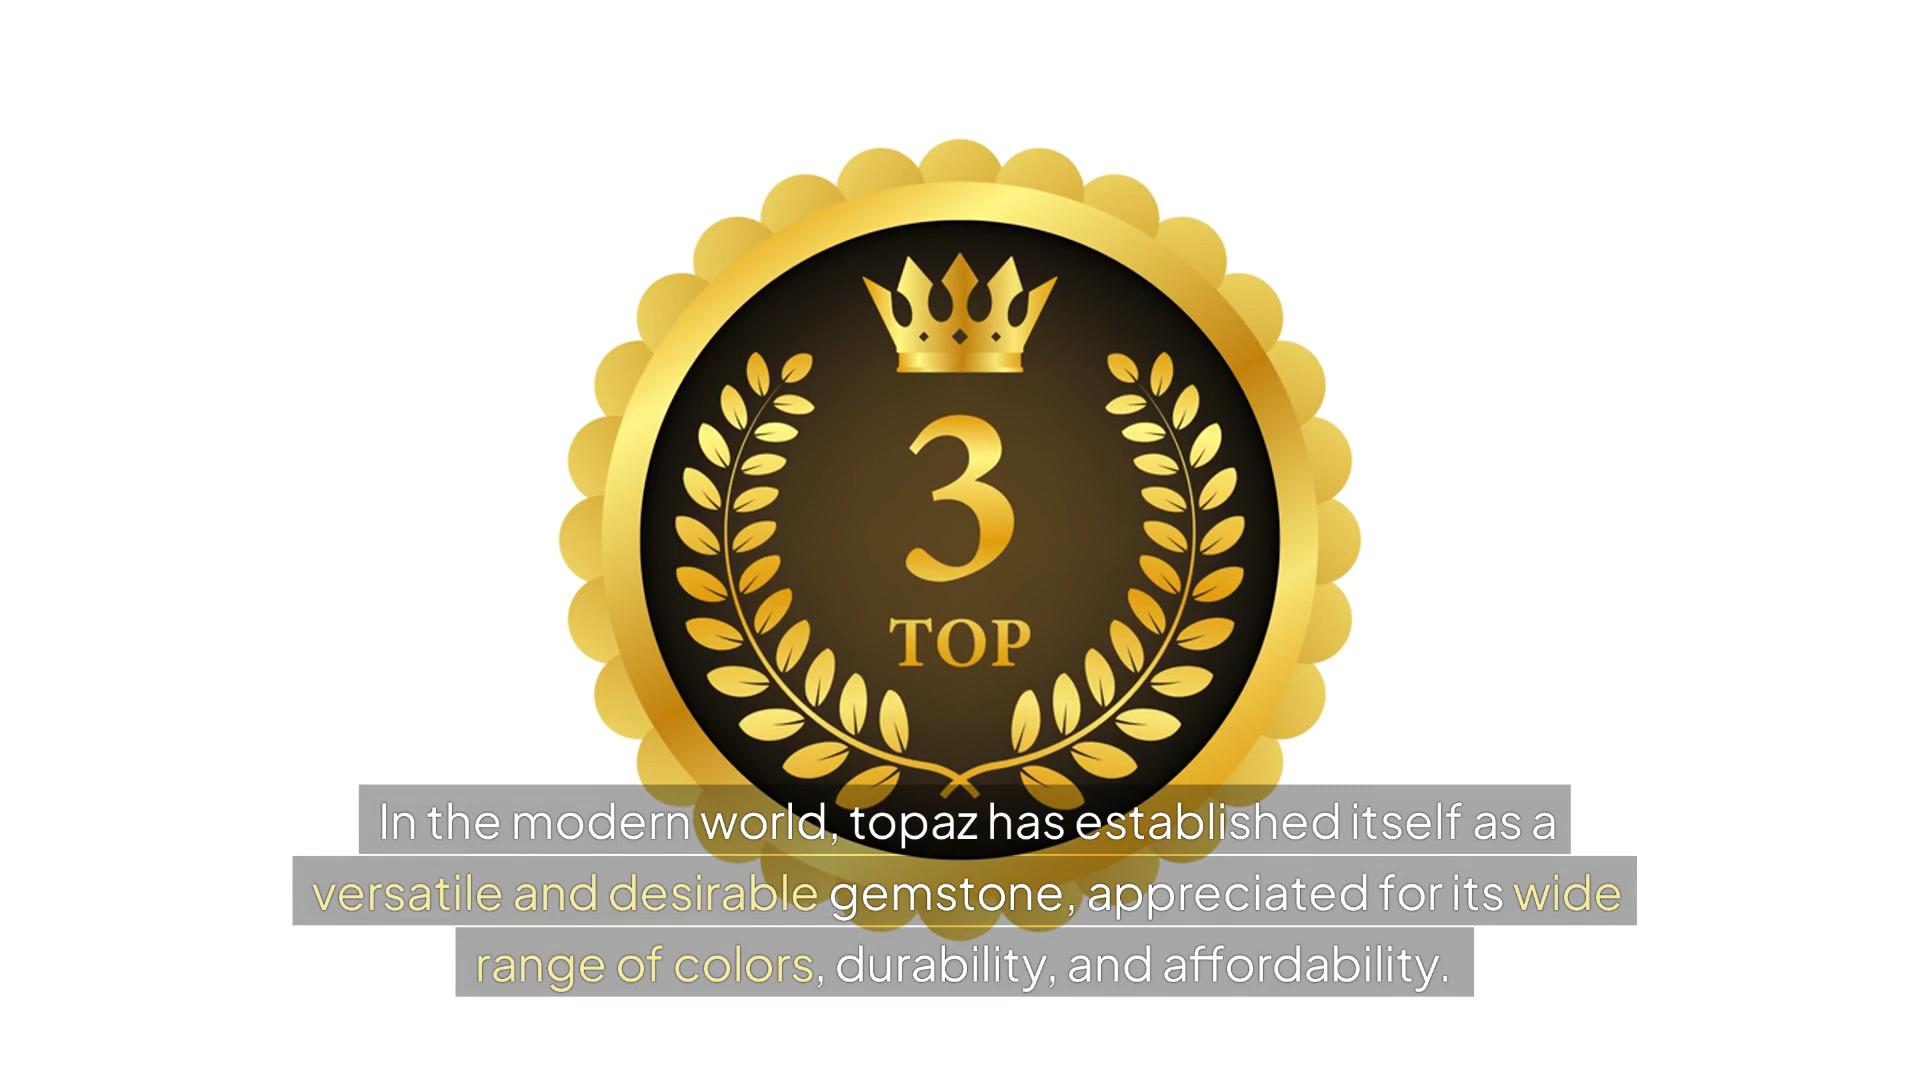 3
TOP
In the modern world, topaz has established itself as a
versatile and desirable gemstone, appreciated for its wide
range of colors, durability, and affordability.